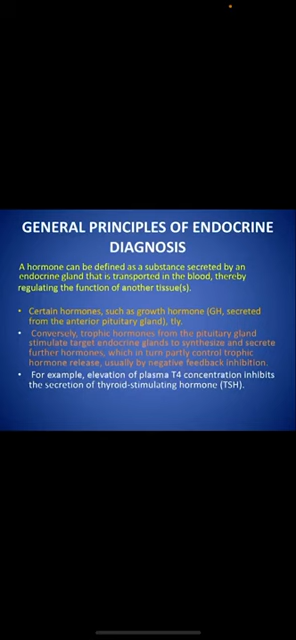 GENERAL PRINCIPLES OF ENDOCRINE
DIAGNOSIS
A hormone can be defined as a substance secreted by an
endocrine gland that is transported in the blood, thereby
regulating the function of another tissue(s).
• Certain hormones, such as growth hormone (GH, secreted
from the anterior pituitary gland), tly.
• Conversely, trophic hormones from the pituitary gland
stimulate target endocrine glands to synthesize and secrete
further hormones, which in turn partly control trophic
hormone release, usually by negative feedback inhibition.
• For example, elevation of plasma T4 concentration inhibits
the secretion of thyroid-stimulating hormone (TSH).